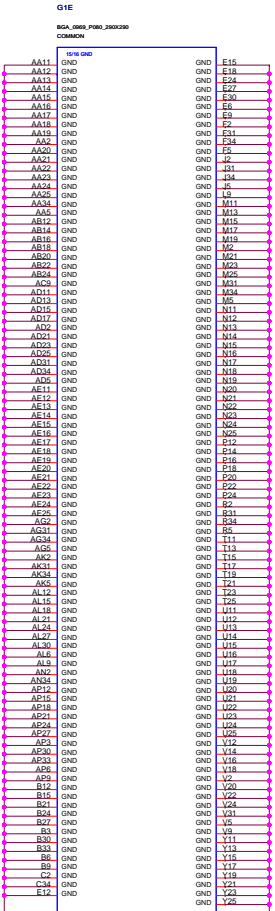 G1E
BGA_0969_P080_290X290
COMMON
15/16 GND
AA11 GND GND E15
AA12 GND GND E18
AA13 GND GND E24
AA14 GND GND E27
AA15 GND GND E30
AA16 GND GND E6
AA17 GND GND E9
AA18 GND GND F2
AA19 GND GND F31
AA2 GND GND F34
AA20 GND GND F5
AA21 GND GND J2
AA22 GND GND J31
AA23 GND GND J34
AA24 GND GND J5
AA25 GND GND L9
AA34 GND GND M11
AA5 GND GND M13
AB12 GND GND M15
AB14 GND GND M17
AB16 GND GND M19
AB18 GND GND M2
AB20 GND GND M21
AB22 GND GND M23
AB24 GND GND M25
AC9 GND GND M31
AD11 GND GND M34
AD13 GND GND M5
AD15 GND GND N11
AD17 GND GND N12
AD2 GND GND N13
AD21 GND GND N14
AD23 GND GND N15
AD25 GND GND N16
AD31 GND GND N17
AD34 GND GND N18
AD5 GND GND N19
AE11 GND GND N20
AE12 GND GND N21
AE13 GND GND N22
AE14 GND GND N23
AE15 GND GND N24
AE16 GND GND N25
AE17 GND GND P12
AE18 GND GND P14
AE19 GND GND P16
AE20 GND GND P18
AE21 GND GND P20
AE22 GND GND P22
AE23 GND GND P24
AE24 GND GND R2
AE25 GND GND R31
AG2 GND GND R34
AG31 GND GND R5
AG34 GND GND T11
AG5 GND GND T13
AK2 GND GND T15
AK31 GND GND T17
AK34 GND GND T19
AK5 GND GND T21
AL12 GND GND T23
AL15 GND GND T25
AL18 GND GND U11
AL21 GND GND U12
AL24 GND GND U13
AL27 GND GND U14
AL30 GND GND U15
AL6 GND GND U16
AL9 GND GND U17
AN2 GND GND U18
AN34 GND GND U19
AP12 GND GND U20
AP15 GND GND U21
AP18 GND GND U22
AP21 GND GND U23
AP24 GND GND U24
AP27 GND GND U25
AP3 GND GND V12
AP30 GND GND V14
AP33 GND GND V16
AP6 GND GND V18
AP9 GND GND V2
B12 GND GND V20
B15 GND GND V22
B21 GND GND V24
B24 GND GND V31
B27 GND GND V5
B3 GND GND V9
B30 GND GND Y11
B33 GND GND Y13
B6 GND GND Y15
B9 GND GND Y17
C2 GND GND Y19
C34 GND GND Y21
E12 GND GND Y23
GND Y25